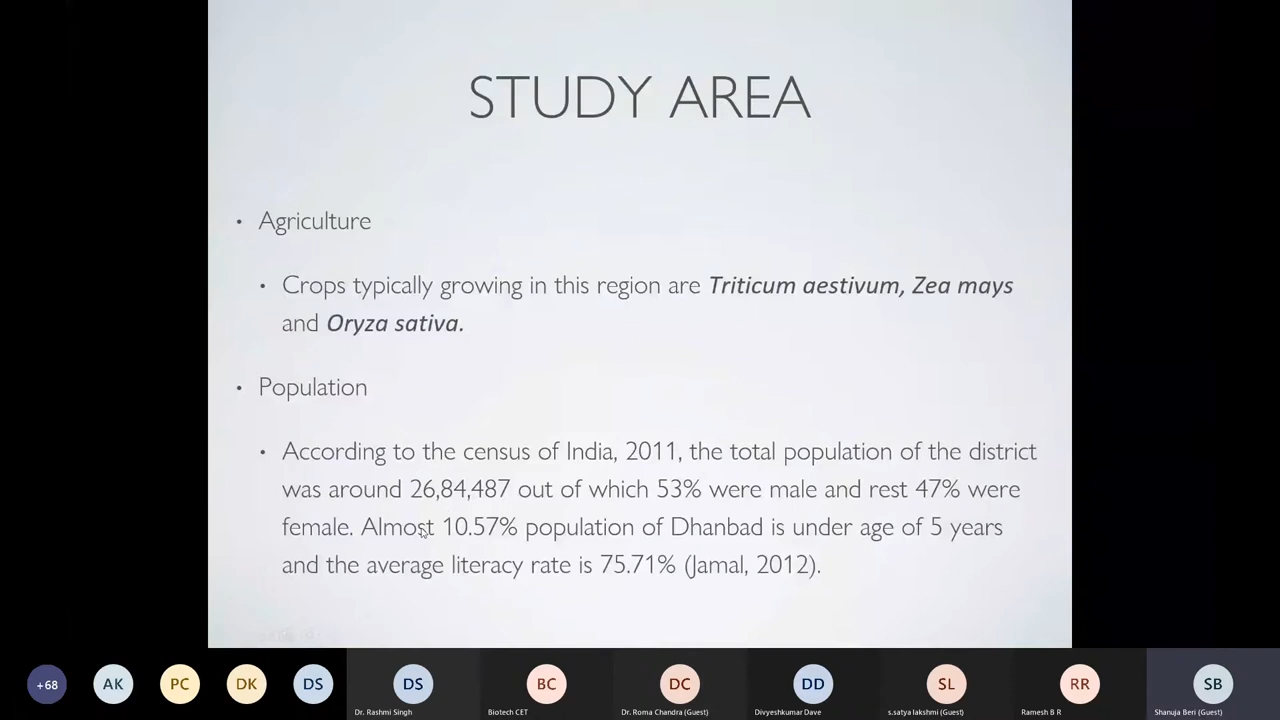 STUDY AREA
• Agriculture
• Crops typically growing in this region are Triticum aestivum, Zea mays
and Oryza sativa.
• Population
• According to the census of India, 2011, the total population of the district
was around 26,84,487 out of which 53% were male and rest 47% were
female. Almost 10.57% population of Dhanbad is under age of 5 years
and the average literacy rate is 75.71% (Jamal, 2012).
+68 AK PC DK DS DS BC DC DD SL RR SB
Dr. Rashmi Singh Biotech CET Dr. Roma Chandra (Guest) Divyeshkumar Dave s.satya lakshmi (Guest) Ramesh B R Shanuja Beri (Guest)